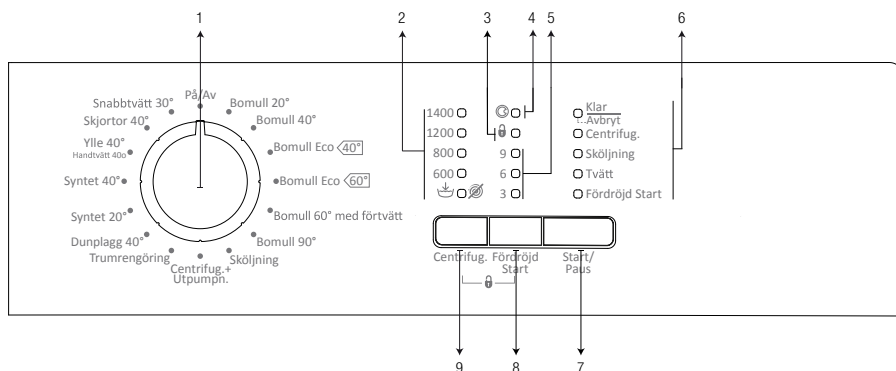 1
2
3
4
5
6
På/Av
Bomull 20°
Bomull 40°
Bomull Eco 40°
Bomull Eco 60°
Bomull 60° med förtvätt
Bomull 90°
Sköljning
Centrifug.+
Utpumpn.
Trumrengöring
Dunplagg 40°
Syntet 20°
Syntet 40°
Ylle 40°
Handtvätt 40o
Skjortor 40°
Snabbtvätt 30°
1400
1200
800
600
9
6
3
Klar
Avbryt
Centrifug.
Sköljning
Tvätt
Fördröjd Start
Centrifug.
Fördröjd
Start
Start/
Paus
9
8
7